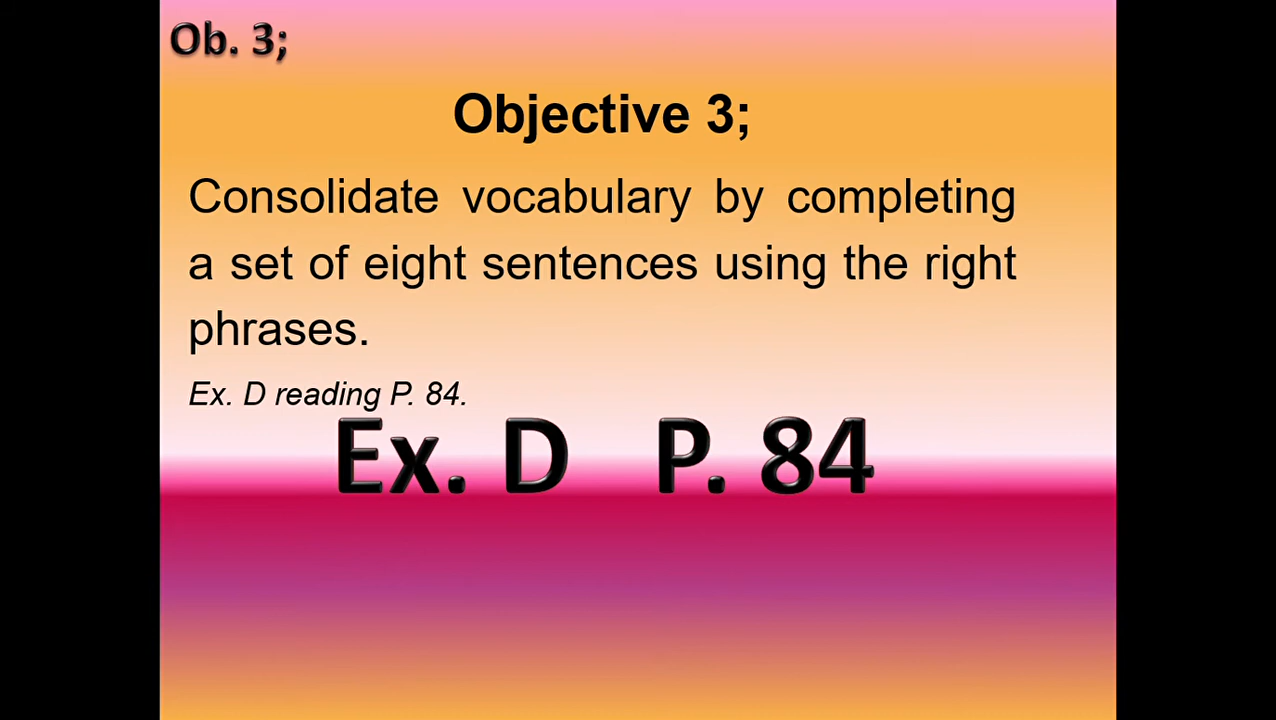 Ob. 3;
Objective 3;
Consolidate vocabulary by completing
a set of eight sentences using the right
phrases.
Ex. D reading P. 84.
Ex. D P. 84